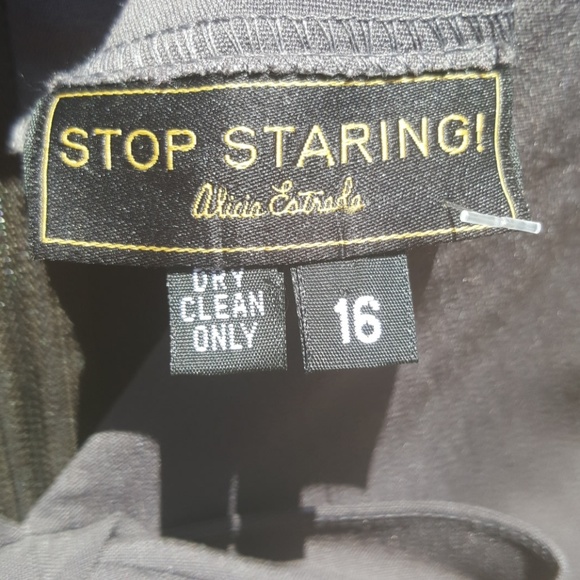 STOP STARING!
Alicia Estrada
DRY
CLEAN
ONLY
16